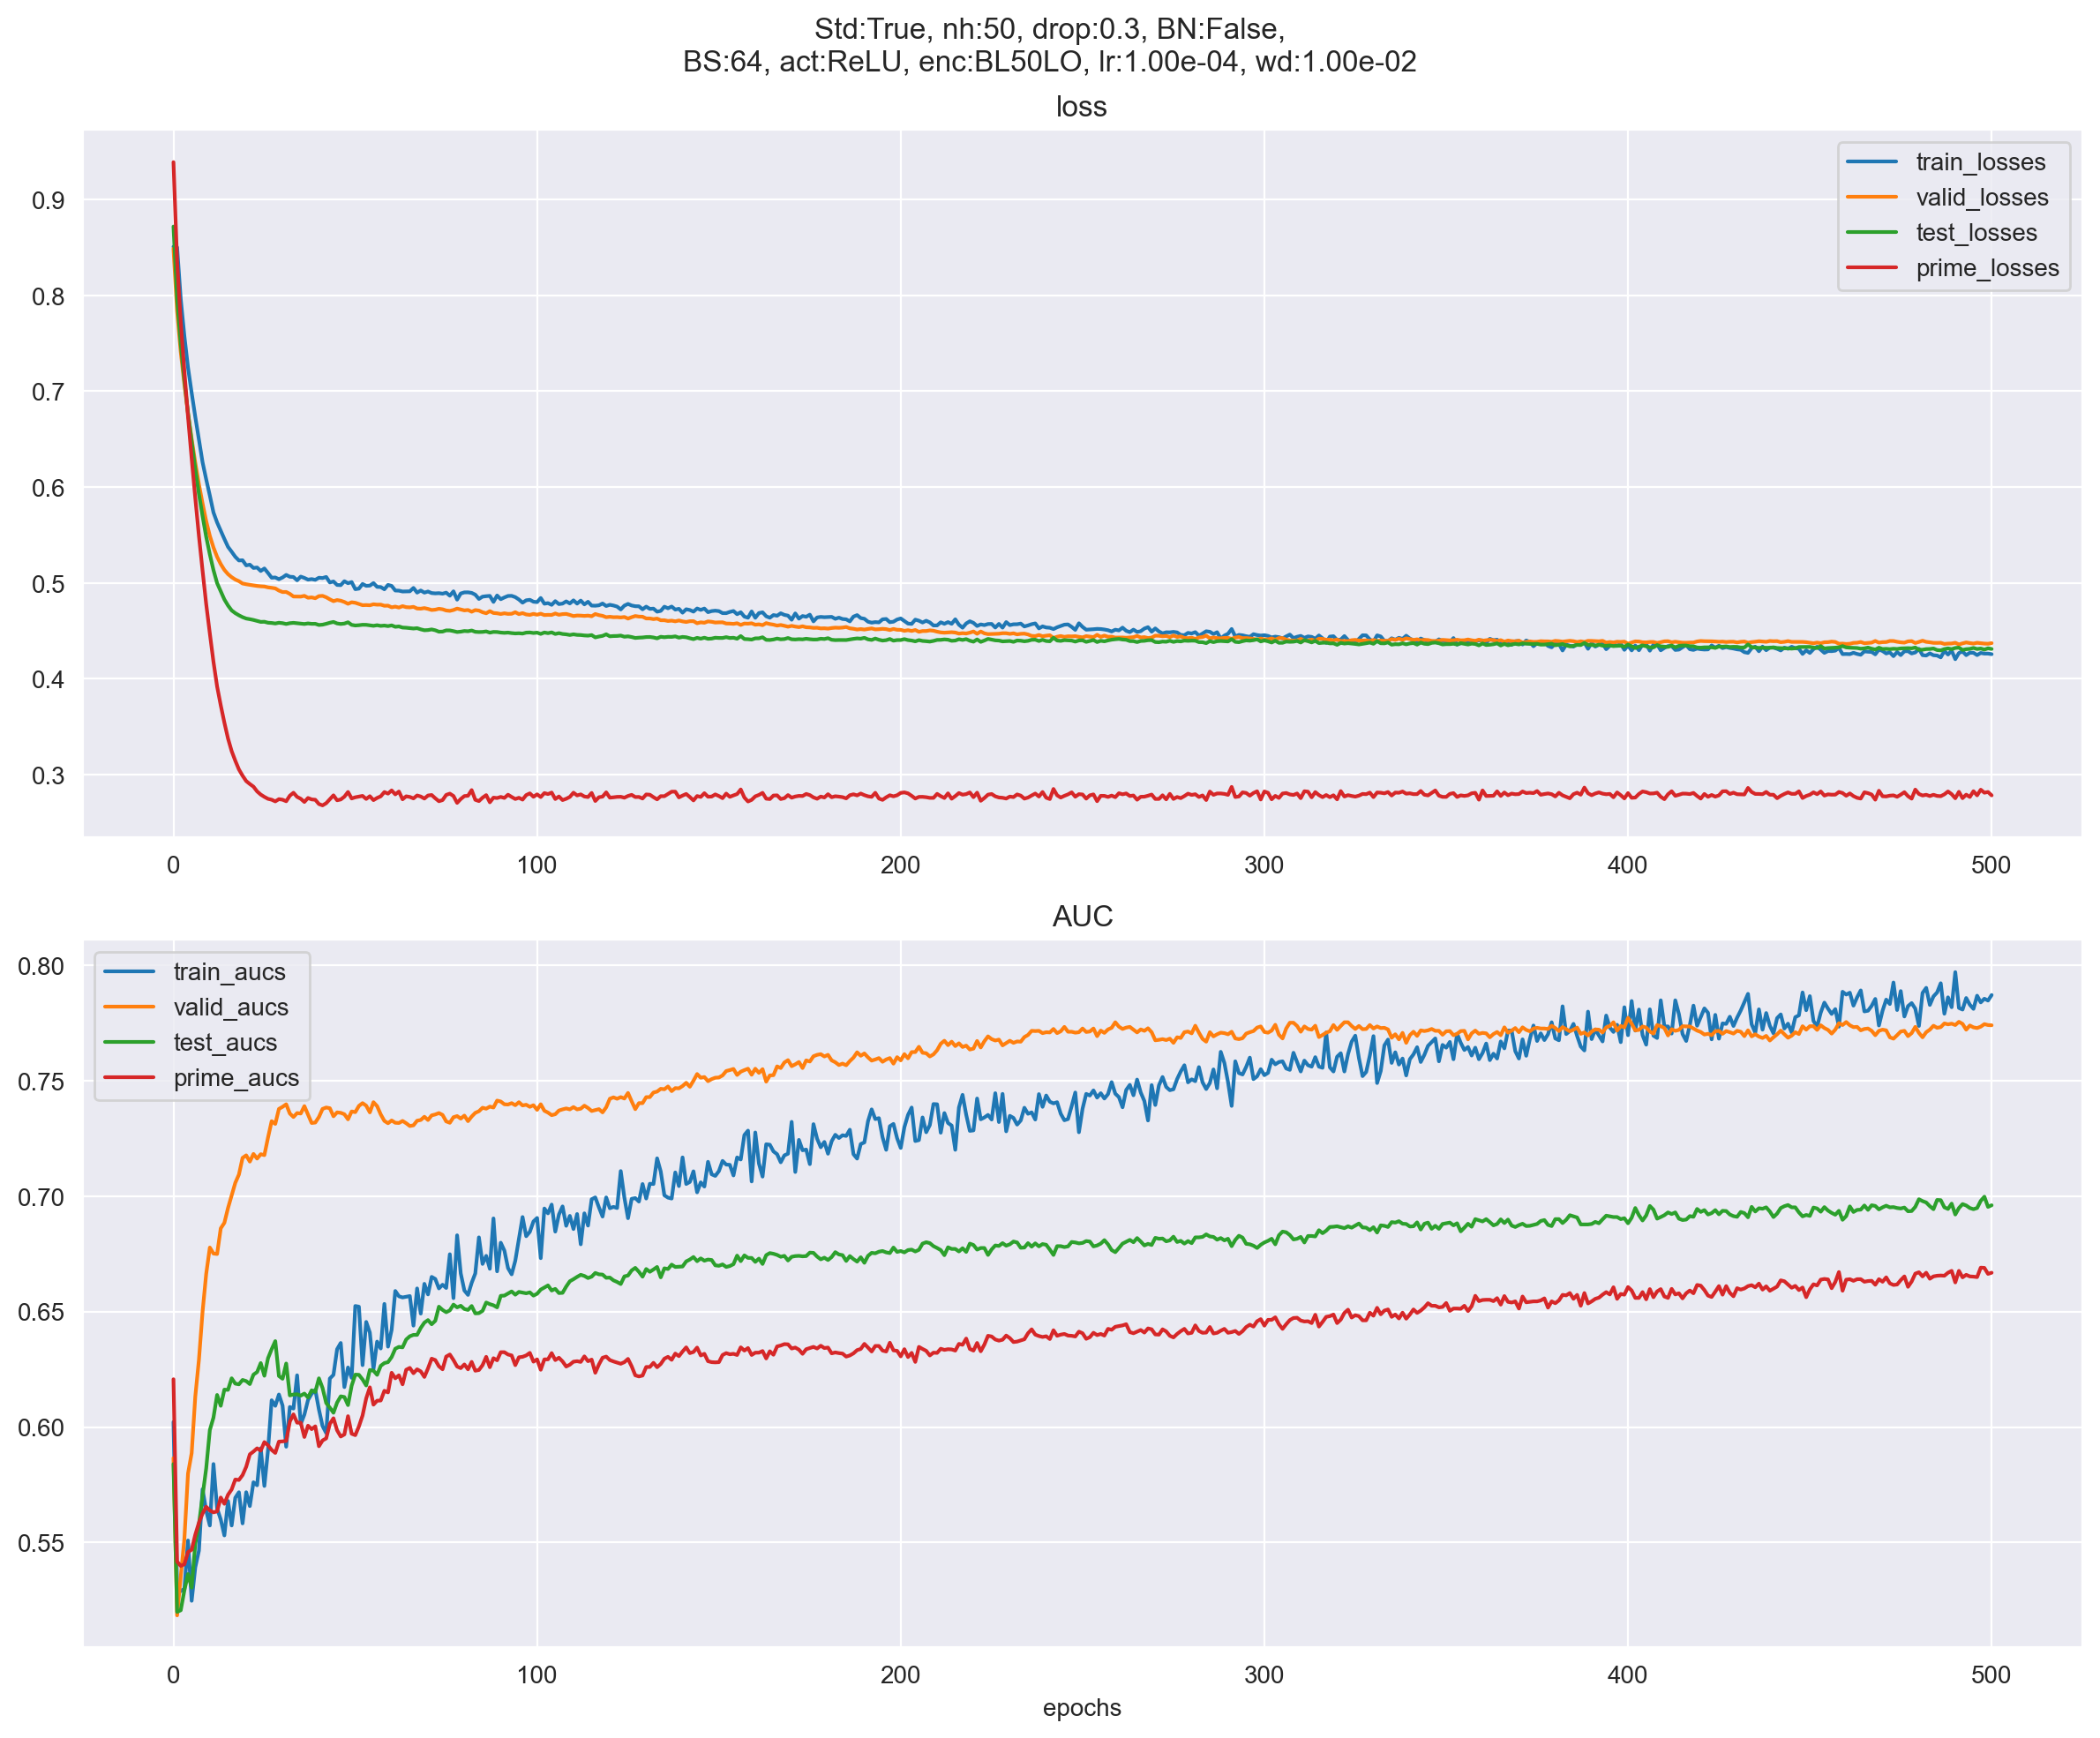 Std:True, nh:50, drop:0.3, BN:False,
BS:64, act:ReLU, enc:BL50LO, lr:1.00e-04, wd:1.00e-02
loss
train_losses
valid_losses
test_losses
prime_losses
0.9
0.8
0.7
0.6
0.5
0.4
0.3
0 100 200 300 400 500
AUC
train_aucs
valid_aucs
test_aucs
prime_aucs
0.80
0.75
0.70
0.65
0.60
0.55
0 100 200 300 400 500
epochs